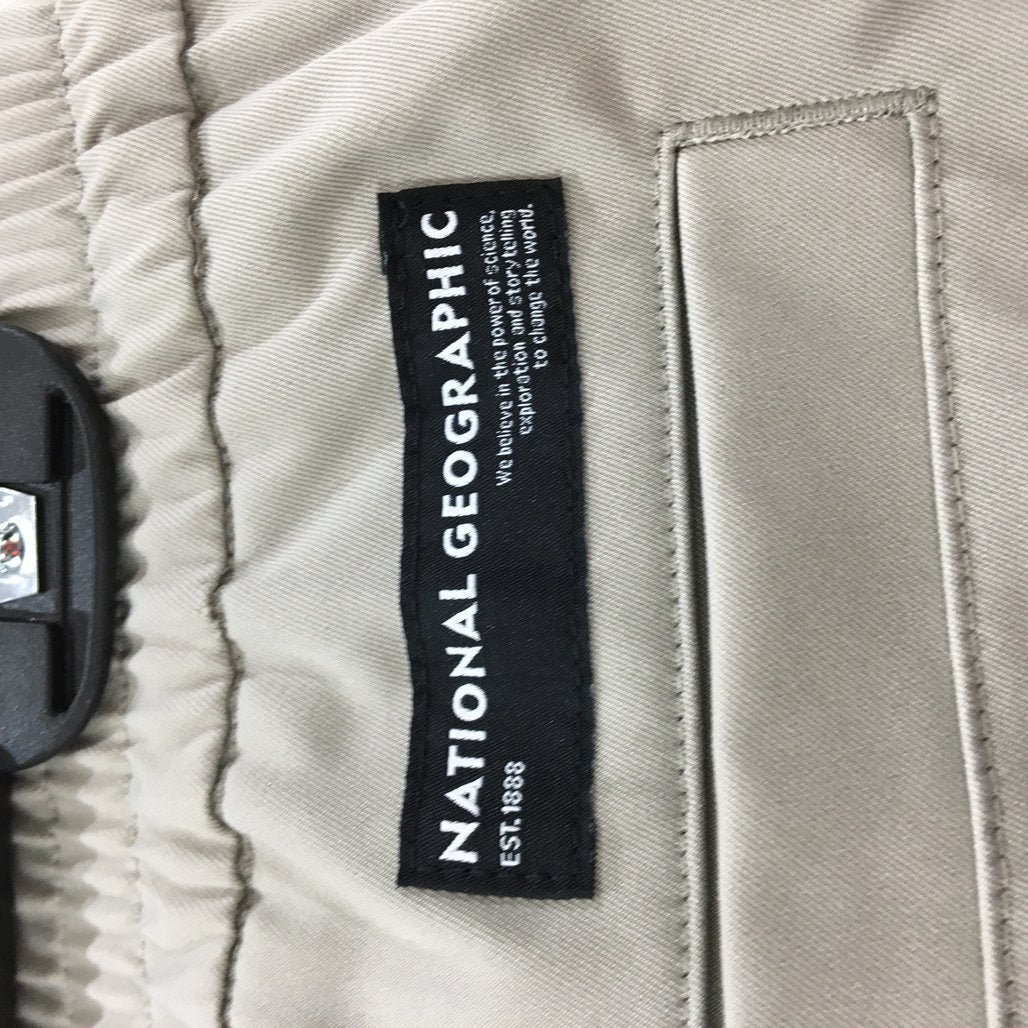 NATIONAL GEOGRAPHIC
EST. 1888
We believe in the power of science,
exploration and storytelling
to change the world.